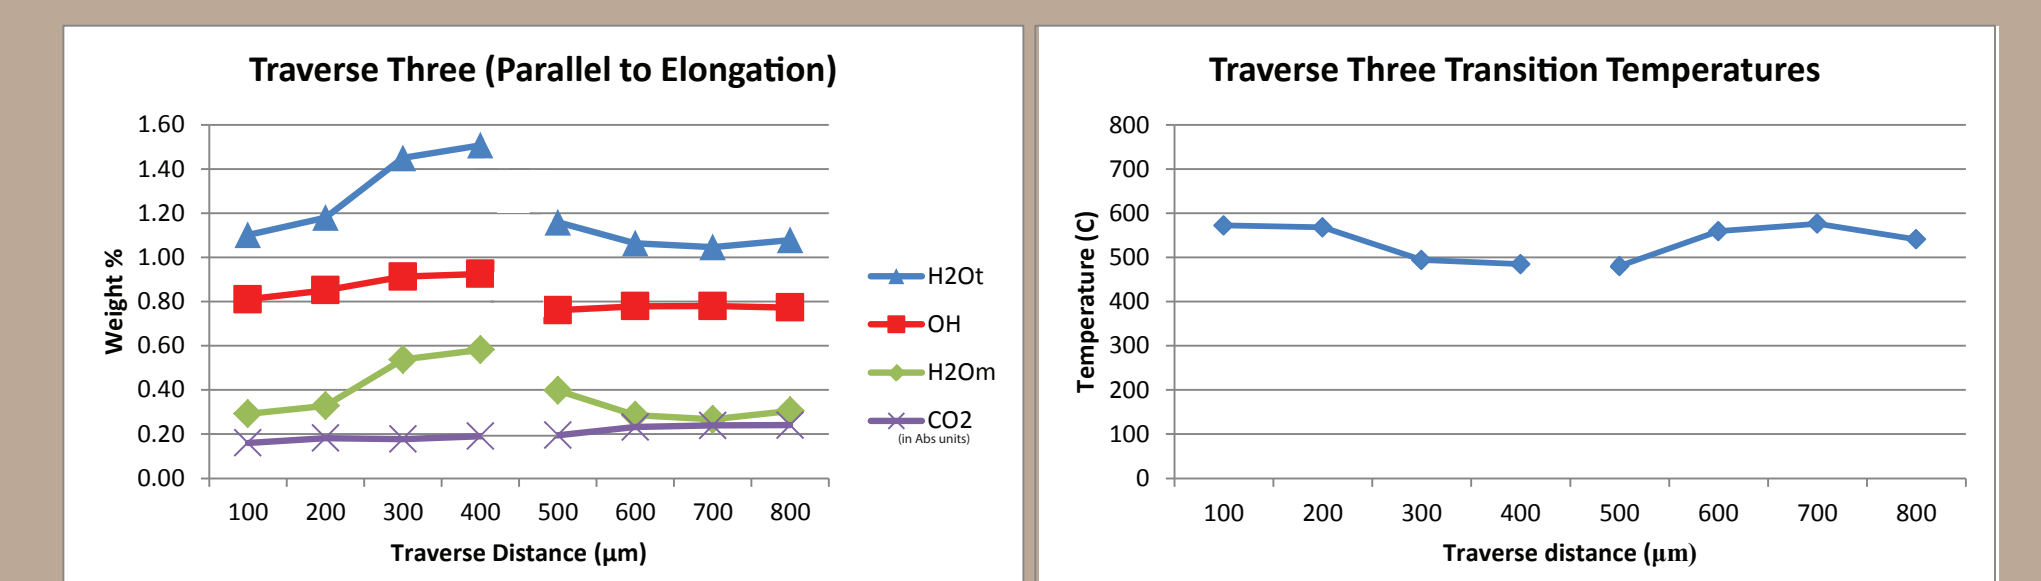 Traverse Three (Parallel to Elongation)
1.60
1.40
1.20
1.00
0.80
0.60
0.40
0.20
0.00
Weight %
100 200 300 400 500 600 700 800
Traverse Distance (µm)
H2Ot
OH
H2Om
CO2
(in Abs units)
Traverse Three Transition Temperatures
800
700
600
500
400
300
200
100
0
Temperature (C)
100 200 300 400 500 600 700 800
Traverse distance (µm)